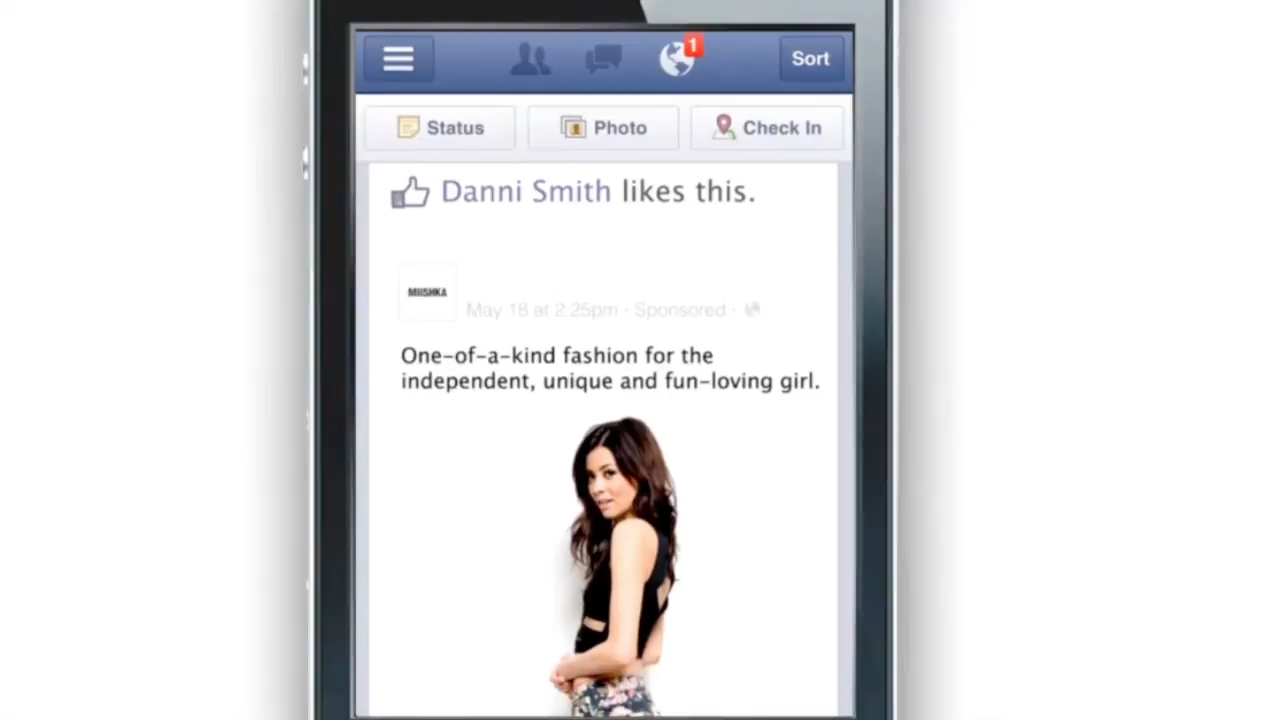 1
Sort
Status
Photo
Check In
Danni Smith likes this.
MIISHKA
May 18 at 2:25pm · Sponsored ·
One-of-a-kind fashion for the
independent, unique and fun-loving girl.